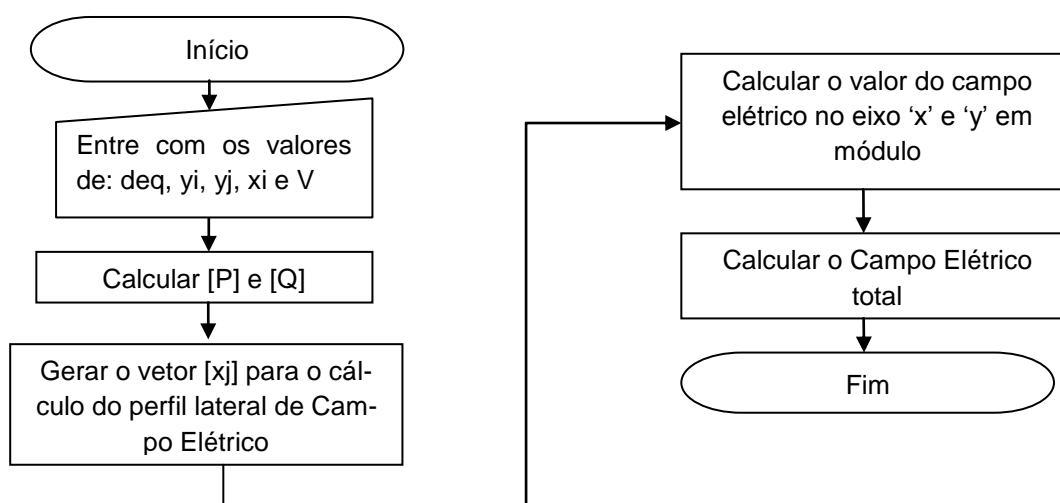 Início
Entre com os valores
de: deq, yi, yj, xi e V
Calcular [P] e [Q]
Gerar o vetor [xj] para o cál-
culo do perfil lateral de Cam-
po Elétrico
Calcular o valor do campo
elétrico no eixo ‘x’ e ‘y’ em
módulo
Calcular o Campo Elétrico
total
Fim